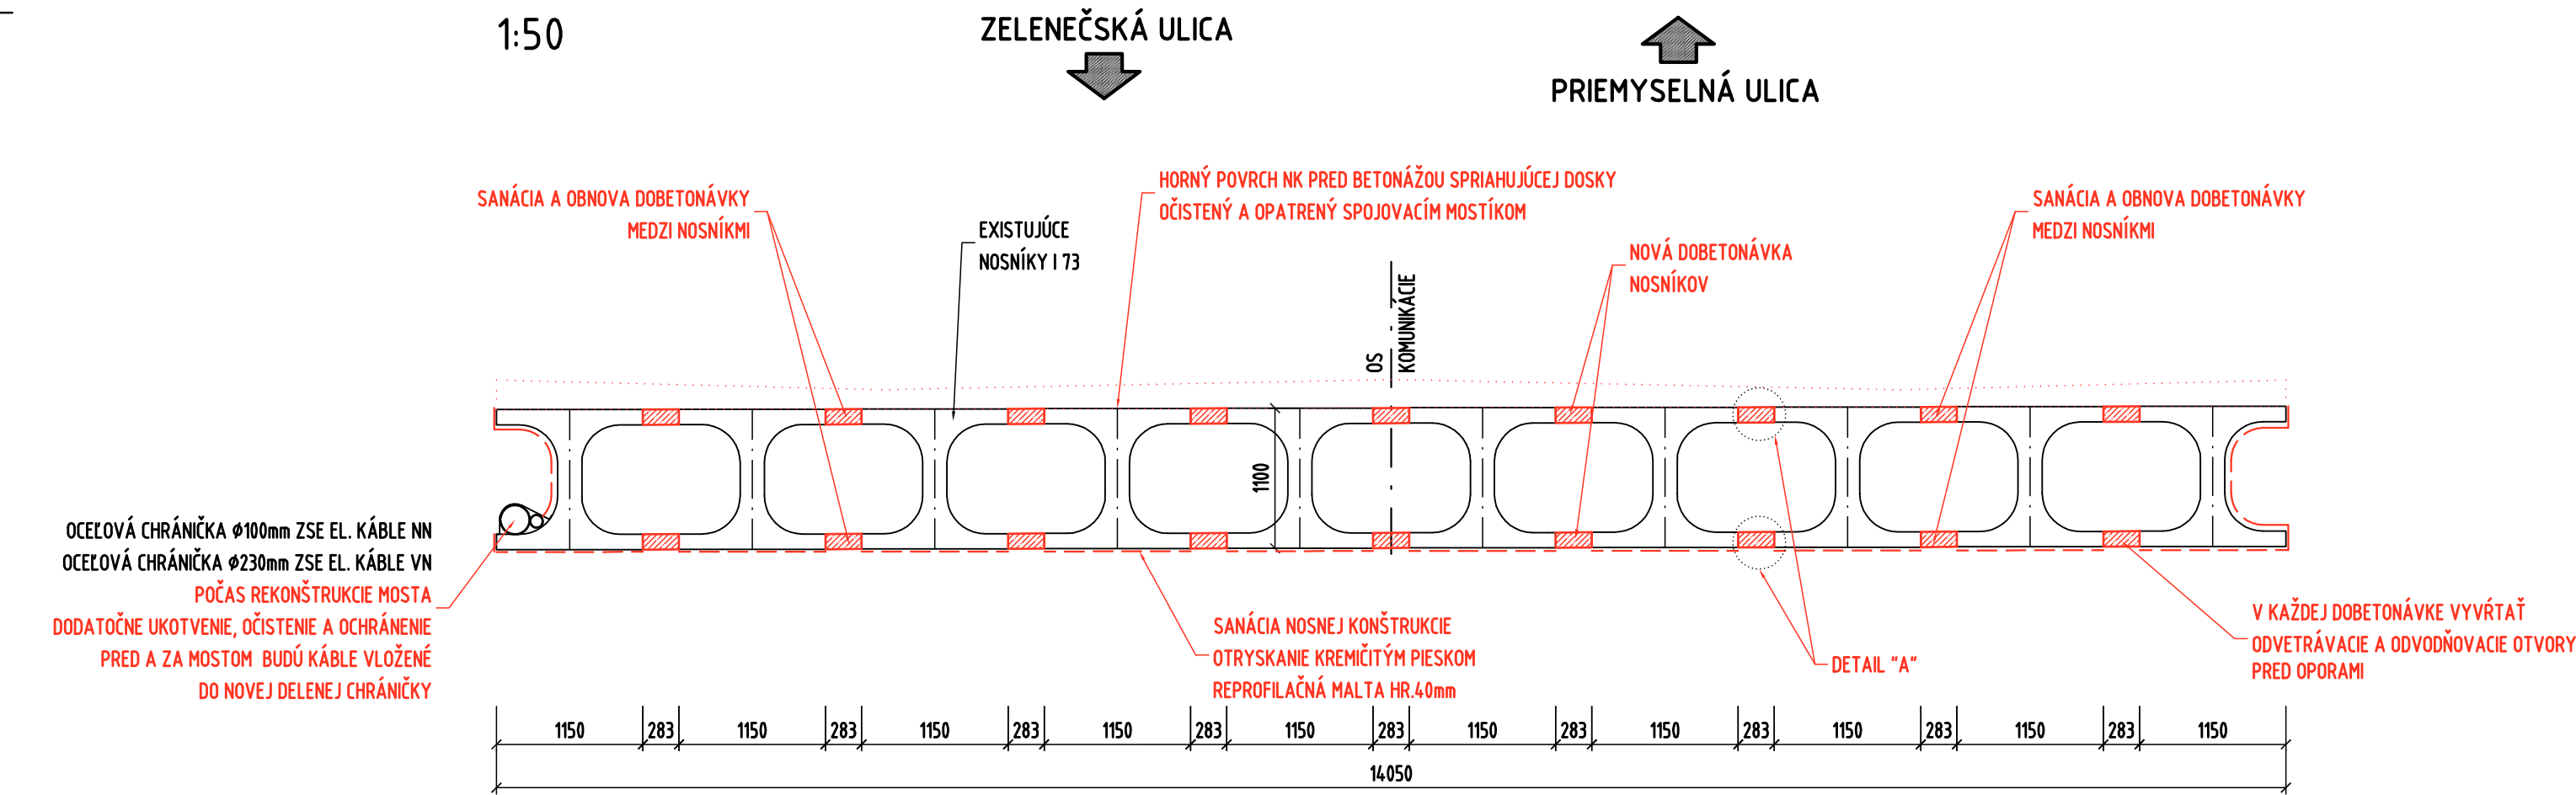 1:50
ZELENEČSKÁ ULICA
PRIEMYSELNÁ ULICA
SANÁCIA A OBNOVA DOBETONÁVKY
MEDZI NOSNÍKMI
EXISTUJÚCE
NOSNÍKY I 73
HORNÝ POVRCH NK PRED BETONÁŽOU SPRIAHUJÚCEJ DOSKY
OČISTENÝ A OPATRENÝ SPOJOVACÍM MOSTÍKOM
OS
KOMUNIKÁCIE
NOVÁ DOBETONÁVKA
NOSNÍKOV
SANÁCIA A OBNOVA DOBETONÁVKY
MEDZI NOSNÍKMI
1100
OCEĽOVÁ CHRÁNIČKA Ø100mm ZSE EL. KÁBLE NN
OCEĽOVÁ CHRÁNIČKA Ø230mm ZSE EL. KÁBLE VN
POČAS REKONŠTRUKCIE MOSTA
DODATOČNE UKOTVENIE, OČISTENIE A OCHRÁNENIE
PRED A ZA MOSTOM BUDÚ KÁBLE VLOŽENÉ
DO NOVEJ DELENEJ CHRÁNIČKY
SANÁCIA NOSNEJ KONŠTRUKCIE
OTRYSKANIE KREMIČITÝM PIESKOM
REPROFILAČNÁ MALTA HR.40mm
DETAIL "A"
V KAŽDEJ DOBETONÁVKE VYVŔTAŤ
ODVETRÁVACIE A ODVODŇOVACIE OTVORY
PRED OPORAMI
1150 283 1150 283 1150 283 1150 283 1150 283 1150 283 1150 283 1150 283 1150 283 1150
14050